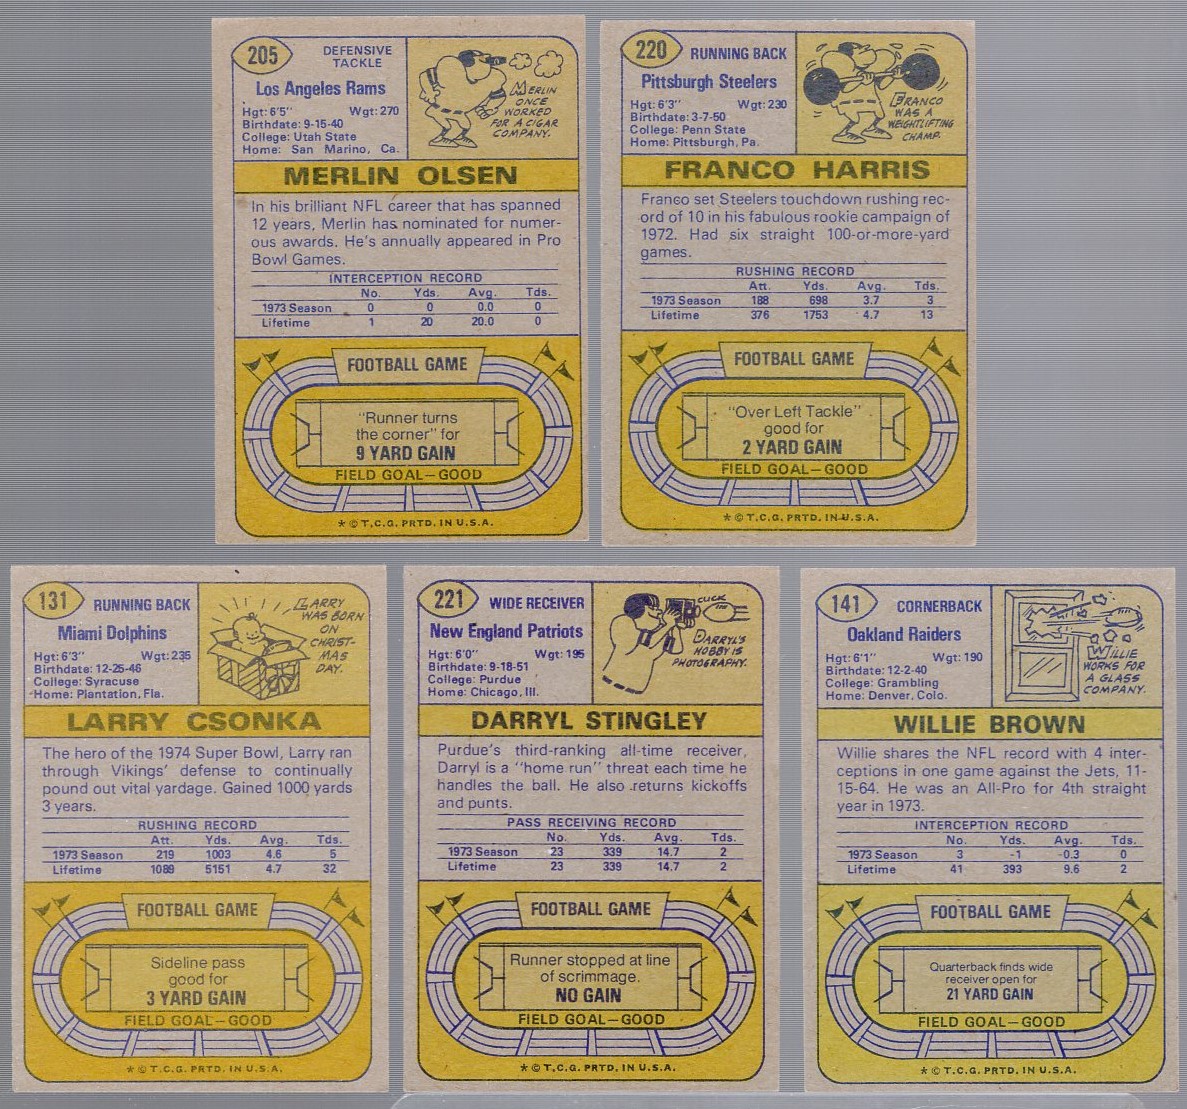 205
DEFENSIVE
TACKLE
Los Angeles Rams
Hgt: 6'5" Wgt: 270
Birthdate: 9-15-40
College: Utah State
Home: San Marino, Ca.
MERLIN
ONCE
WORKED
FOR A CIGAR
COMPANY.
MERLIN OLSEN
In his brilliant NFL career that has spanned
12 years, Merlin has nominated for numer-
ous awards. He's annually appeared in Pro
Bowl Games.
INTERCEPTION RECORD
No. Yds. Avg. Tds.
1973 Season 0 0 0.0 0
Lifetime 1 20 20.0 0
FOOTBALL GAME
"Runner turns
the corner" for
9 YARD GAIN
FIELD GOAL—GOOD
* © T.C.G. PRTD. IN U.S.A.
220
RUNNING BACK
Pittsburgh Steelers
Hgt: 6'3" Wgt: 230
Birthdate: 3-7-50
College: Penn State
Home: Pittsburgh, Pa.
FRANCO
WAS A
WEIGHTLIFTING
CHAMP.
FRANCO HARRIS
Franco set Steelers touchdown rushing rec-
ord of 10 in his fabulous rookie campaign of
1972. Had six straight 100-or-more-yard
games.
RUSHING RECORD
Att. Yds. Avg. Tds.
1973 Season 188 698 3.7 3
Lifetime 376 1753 4.7 13
FOOTBALL GAME
"Over Left Tackle"
good for
2 YARD GAIN
FIELD GOAL—GOOD
* © T.C.G. PRTD. IN U.S.A.
131
RUNNING BACK
Miami Dolphins
Hgt: 6'3" Wgt: 235
Birthdate: 12-25-46
College: Syracuse
Home: Plantation, Fla.
LARRY
WAS BORN
ON
CHRIST-
MAS
DAY.
LARRY CSONKA
The hero of the 1974 Super Bowl, Larry ran
through Vikings' defense to continually
pound out vital yardage. Gained 1000 yards
3 years.
RUSHING RECORD
Att. Yds. Avg. Tds.
1973 Season 219 1003 4.6 5
Lifetime 1089 5151 4.7 32
FOOTBALL GAME
Sideline pass
good for
3 YARD GAIN
FIELD GOAL—GOOD
* © T.C.G. PRTD. IN U.S.A.
221
WIDE RECEIVER
New England Patriots
Hgt: 6'0" Wgt: 195
Birthdate: 9-18-51
College: Purdue
Home: Chicago, Ill.
CLICK
DARRYL'S
HOBBY IS
PHOTOGRAPHY.
DARRYL STINGLEY
Purdue's third-ranking all-time receiver,
Darryl is a "home run" threat each time he
handles the ball. He also returns kickoffs
and punts.
PASS RECEIVING RECORD
No. Yds. Avg. Tds.
1973 Season 23 339 14.7 2
Lifetime 23 339 14.7 2
FOOTBALL GAME
Runner stopped at line
of scrimmage.
NO GAIN
FIELD GOAL—GOOD
* © T.C.G. PRTD. IN U.S.A.
141
CORNERBACK
Oakland Raiders
Hgt: 6'1" Wgt: 190
Birthdate: 12-2-40
College: Grambling
Home: Denver, Colo.
WILLIE
WORKS FOR
A GLASS
COMPANY.
WILLIE BROWN
Willie shares the NFL record with 4 inter-
ceptions in one game against the Jets, 11-
15-64. He was an All-Pro for 4th straight
year in 1973.
INTERCEPTION RECORD
No. Yds. Avg. Tds.
1973 Season 3 -1 -0.3 0
Lifetime 41 393 9.6 2
FOOTBALL GAME
Quarterback finds wide
receiver open for
21 YARD GAIN
FIELD GOAL—GOOD
* © T.C.G. PRTD. IN U.S.A.